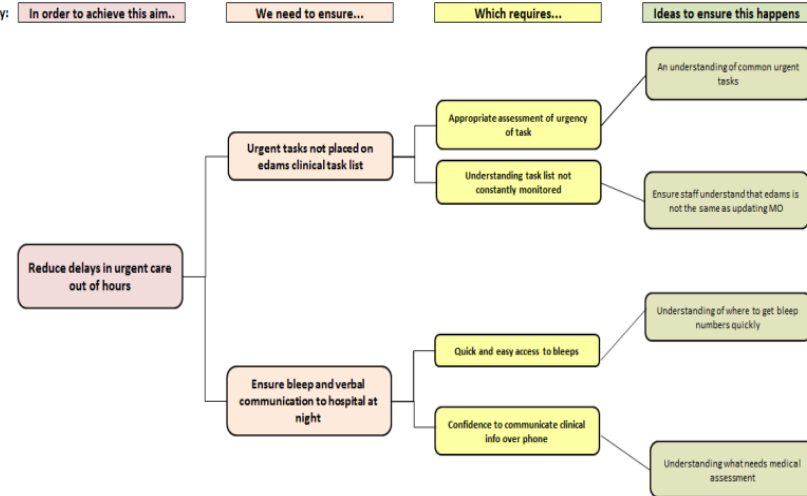 y: In order to achieve this aim.. We need to ensure... Which requires... Ideas to ensure this happens
An understanding of common urgent
tasks
Appropriate assessment of urgency
of task
Urgent tasks not placed on
edams clinical task list
Understanding task list not
constantly monitored
Ensure staff understand that edams is
not the same as updating MO
Reduce delays in urgent care
out of hours
Understanding of where to get bleep
numbers quickly
Quick and easy access to bleeps
Ensure bleep and verbal
communication to hospital at
night
Confidence to communicate clinical
info over phone
Understanding what needs medical
assessment